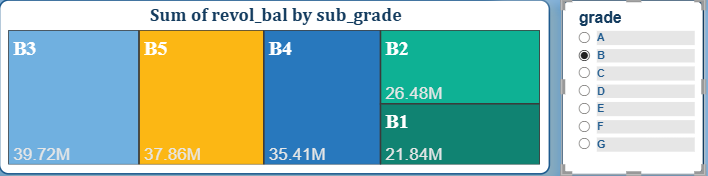 Sum of revol_bal by sub_grade
B3
39.72M
B5
37.86M
B4
35.41M
B2
26.48M
B1
21.84M
grade
A
B
C
D
E
F
G